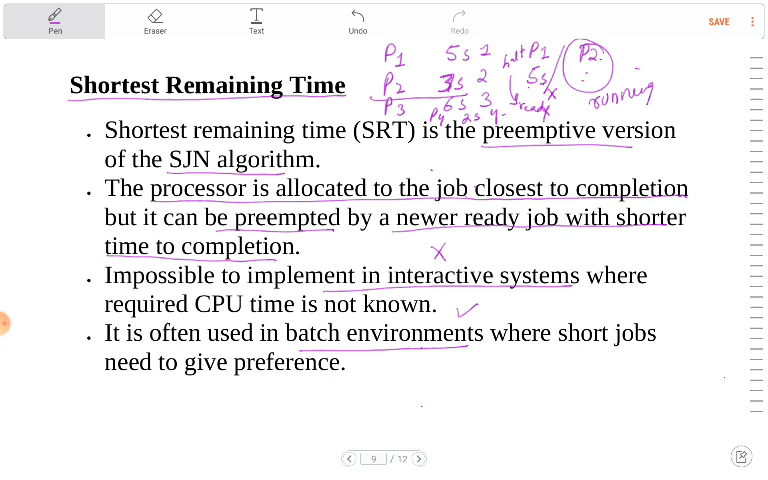 Pen
Eraser
Text
Undo
Redo
SAVE
P1 5s 1 halt P1 P2
Shortest Remaining Time P2 3s 2 5s
P3 6s 3 ready x running
P4 2s 4
• Shortest remaining time (SRT) is the preemptive version
of the SJN algorithm.
• The processor is allocated to the job closest to completion
but it can be preempted by a newer ready job with shorter
time to completion.
• Impossible to implement in interactive systems where
required CPU time is not known.
• It is often used in batch environments where short jobs
need to give preference.
9 / 12